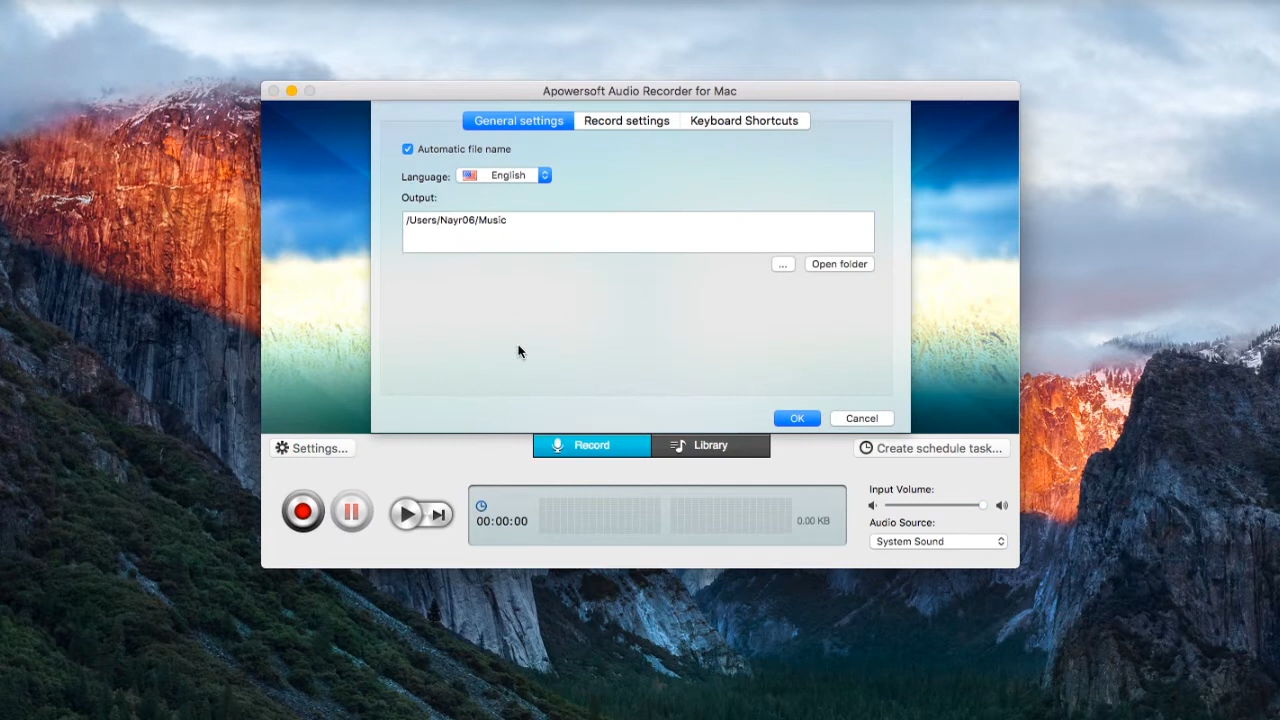 Apowersoft Audio Recorder for Mac
General settings Record settings Keyboard Shortcuts
Automatic file name
Language: English
Output:
/Users/Nayr06/Music
... Open folder
OK Cancel
Settings... Record Library Create schedule task...
Input Volume:
00:00:00 0.00 KB
Audio Source:
System Sound